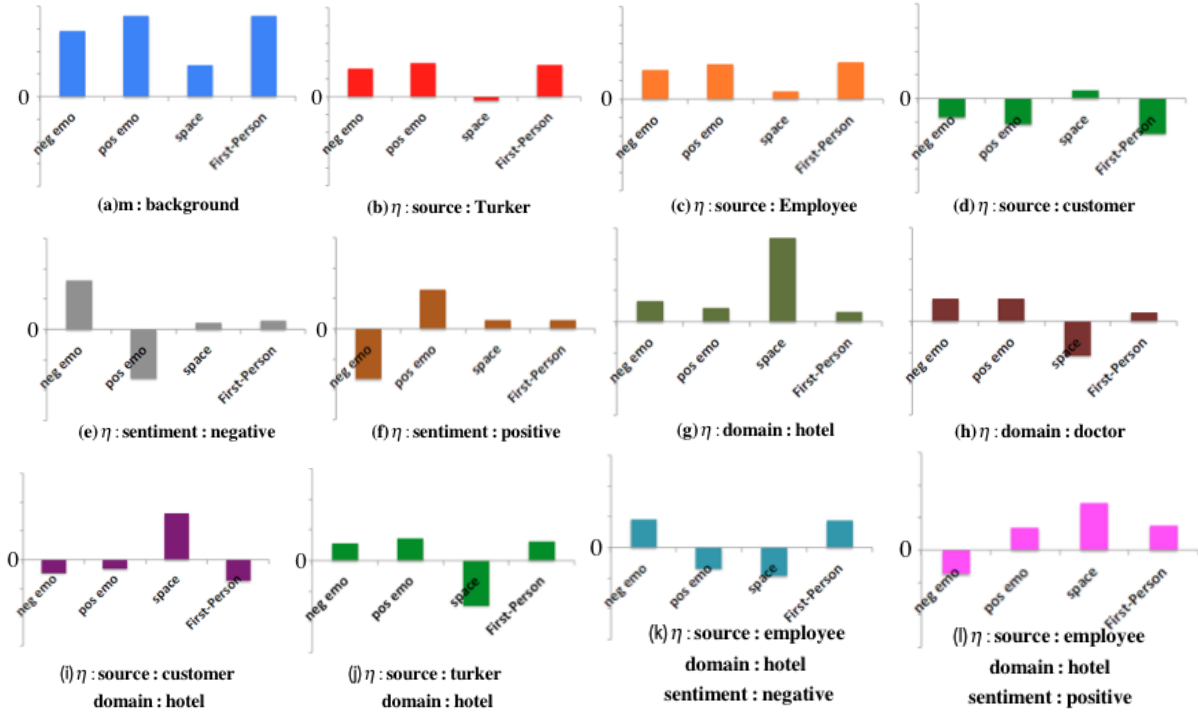 0
neg emo
pos emo
space
First-Person
(a)m : background
0
neg emo
pos emo
space
First-Person
(b) η : source : Turker
0
neg emo
pos emo
space
First-Person
(c) η : source : Employee
0
neg emo
pos emo
space
First-Person
(d) η : source : customer
0
neg emo
pos emo
space
First-Person
(e) η : sentiment : negative
0
neg emo
pos emo
space
First-Person
(f) η : sentiment : positive
neg emo
pos emo
space
First-Person
(g) η : domain : hotel
neg emo
pos emo
space
First-Person
(h) η : domain : doctor
0
neg emo
pos emo
space
First-Person
(i) η : source : customer
domain : hotel
0
neg emo
pos emo
space
First-Person
(j) η : source : turker
domain : hotel
0
neg emo
pos emo
space
First-Person
(k) η : source : employee
domain : hotel
sentiment : negative
0
neg emo
pos emo
space
First-Person
(l) η : source : employee
domain : hotel
sentiment : positive